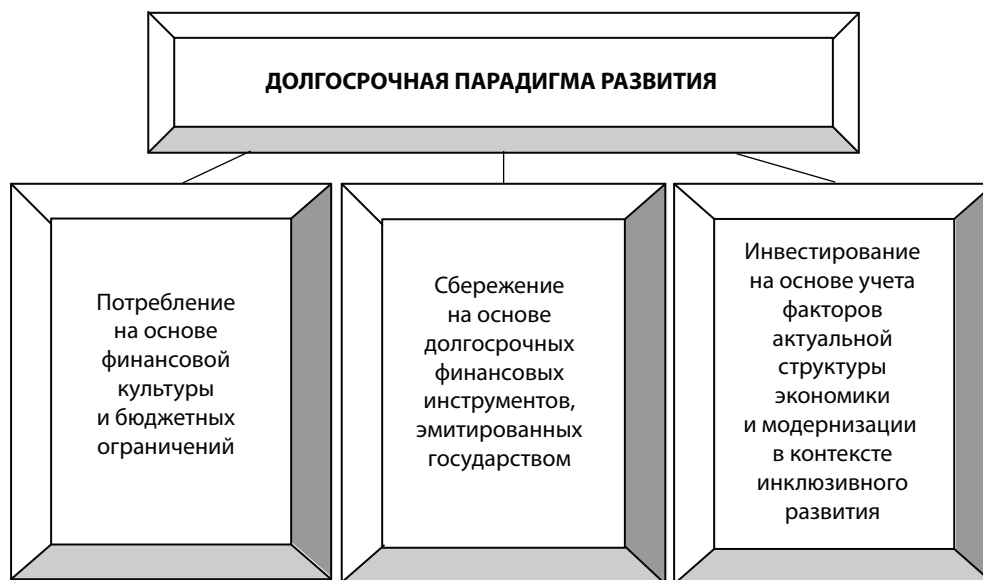 ДОЛГОСРОЧНАЯ ПАРАДИГМА РАЗВИТИЯ
Потребление
на основе
финансовой
культуры
и бюджетных
ограничений
Сбережение
на основе
долгосрочных
финансовых
инструментов,
эмитированных
государством
Инвестирование
на основе учета
факторов
актуальной
структуры
экономики
и модернизации
в контексте
инклюзивного
развития